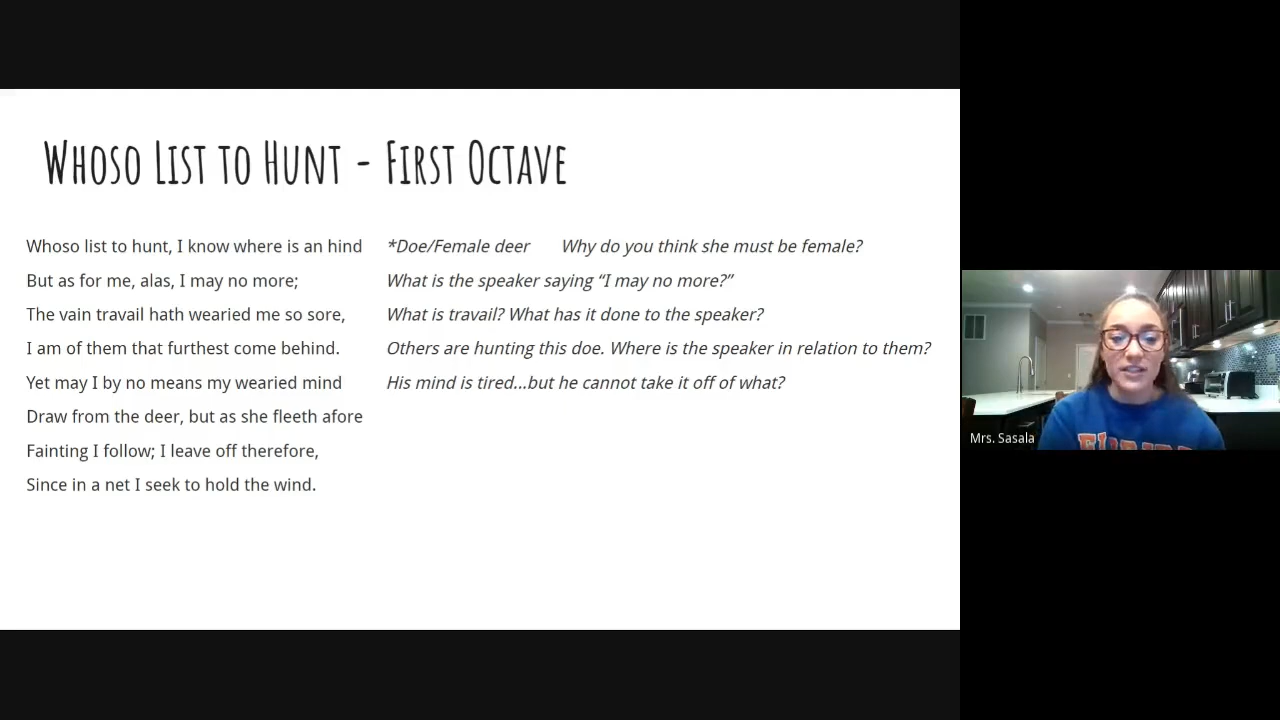 Whoso List to Hunt - First Octave
Whoso list to hunt, I know where is an hind
*Doe/Female deer Why do you think she must be female?
But as for me, alas, I may no more;
What is the speaker saying “I may no more?”
The vain travail hath wearied me so sore,
What is travail? What has it done to the speaker?
I am of them that furthest come behind.
Others are hunting this doe. Where is the speaker in relation to them?
Yet may I by no means my wearied mind
His mind is tired...but he cannot take it off of what?
Draw from the deer, but as she fleeth afore
Fainting I follow; I leave off therefore,
Since in a net I seek to hold the wind.
Mrs. Sasala